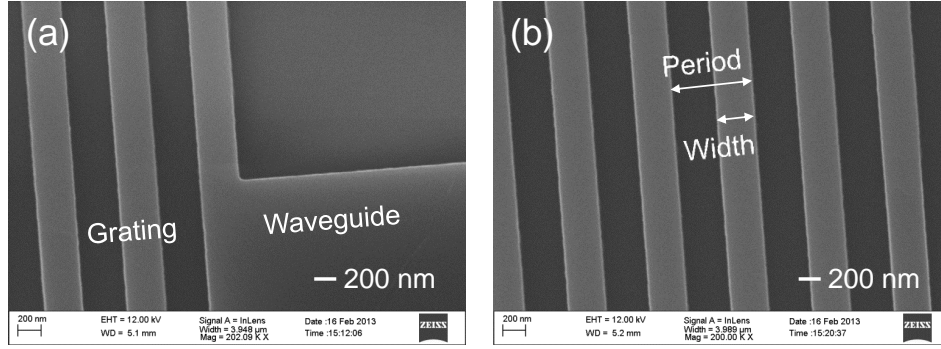 (a)
Grating
Waveguide
200 nm
200 nm
EHT = 12.00 kV
WD = 5.1 mm
Signal A = InLens
Width = 3.948 µm
Mag = 202.09 K X
Date :16 Feb 2013
Time :15:12:06
ZEISS
(b)
Period
Width
200 nm
200 nm
EHT = 12.00 kV
WD = 5.2 mm
Signal A = InLens
Width = 3.989 µm
Mag = 200.00 K X
Date :16 Feb 2013
Time :15:20:37
ZEISS